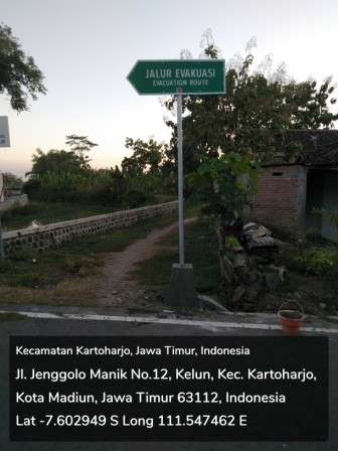 JALUR EVAKUASI
EVACUATION ROUTE
Kecamatan Kartoharjo, Jawa Timur, Indonesia
Jl. Jenggolo Manik No.12, Kelun, Kec. Kartoharjo,
Kota Madiun, Jawa Timur 63112, Indonesia
Lat -7.602949 S Long 111.547462 E